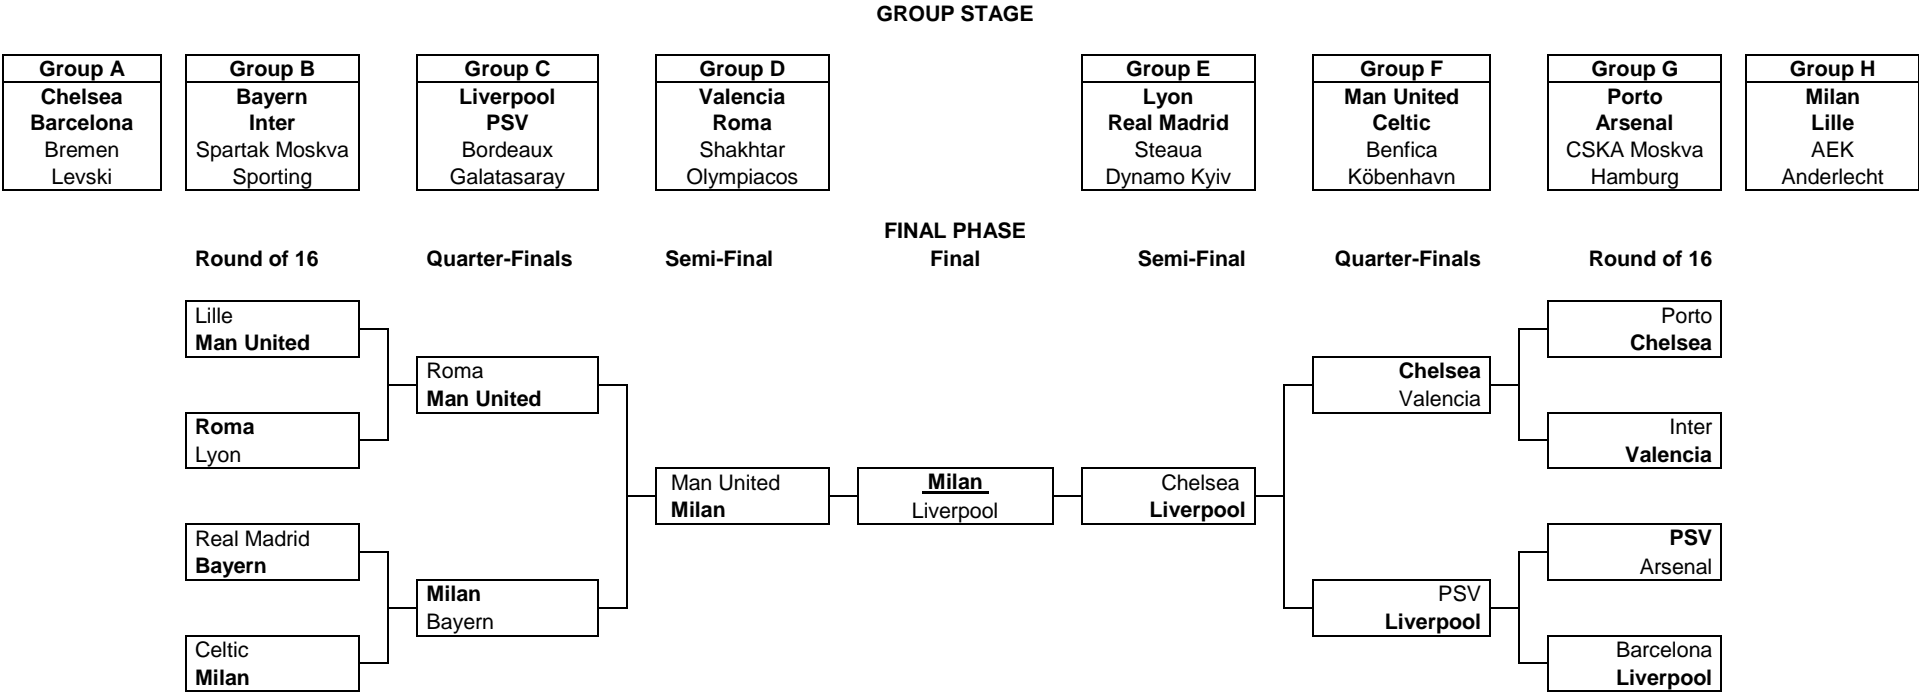 GROUP STAGE
Group A
Chelsea
Barcelona
Bremen
Levski
Group B
Bayern
Inter
Spartak Moskva
Sporting
Group C
Liverpool
PSV
Bordeaux
Galatasaray
Group D
Valencia
Roma
Shakhtar
Olympiacos
Group E
Lyon
Real Madrid
Steaua
Dynamo Kyiv
Group F
Man United
Celtic
Benfica
Köbenhavn
Group G
Porto
Arsenal
CSKA Moskva
Hamburg
Group H
Milan
Lille
AEK
Anderlecht
FINAL PHASE
Round of 16 Quarter-Finals Semi-Final Final Semi-Final Quarter-Finals Round of 16
Lille
Man United
Roma
Lyon
Real Madrid
Bayern
Celtic
Milan
Roma
Man United
Milan
Bayern
Man United
Milan
Milan
Liverpool
Chelsea
Liverpool
Chelsea
Valencia
PSV
Liverpool
Porto
Chelsea
Inter
Valencia
PSV
Arsenal
Barcelona
Liverpool